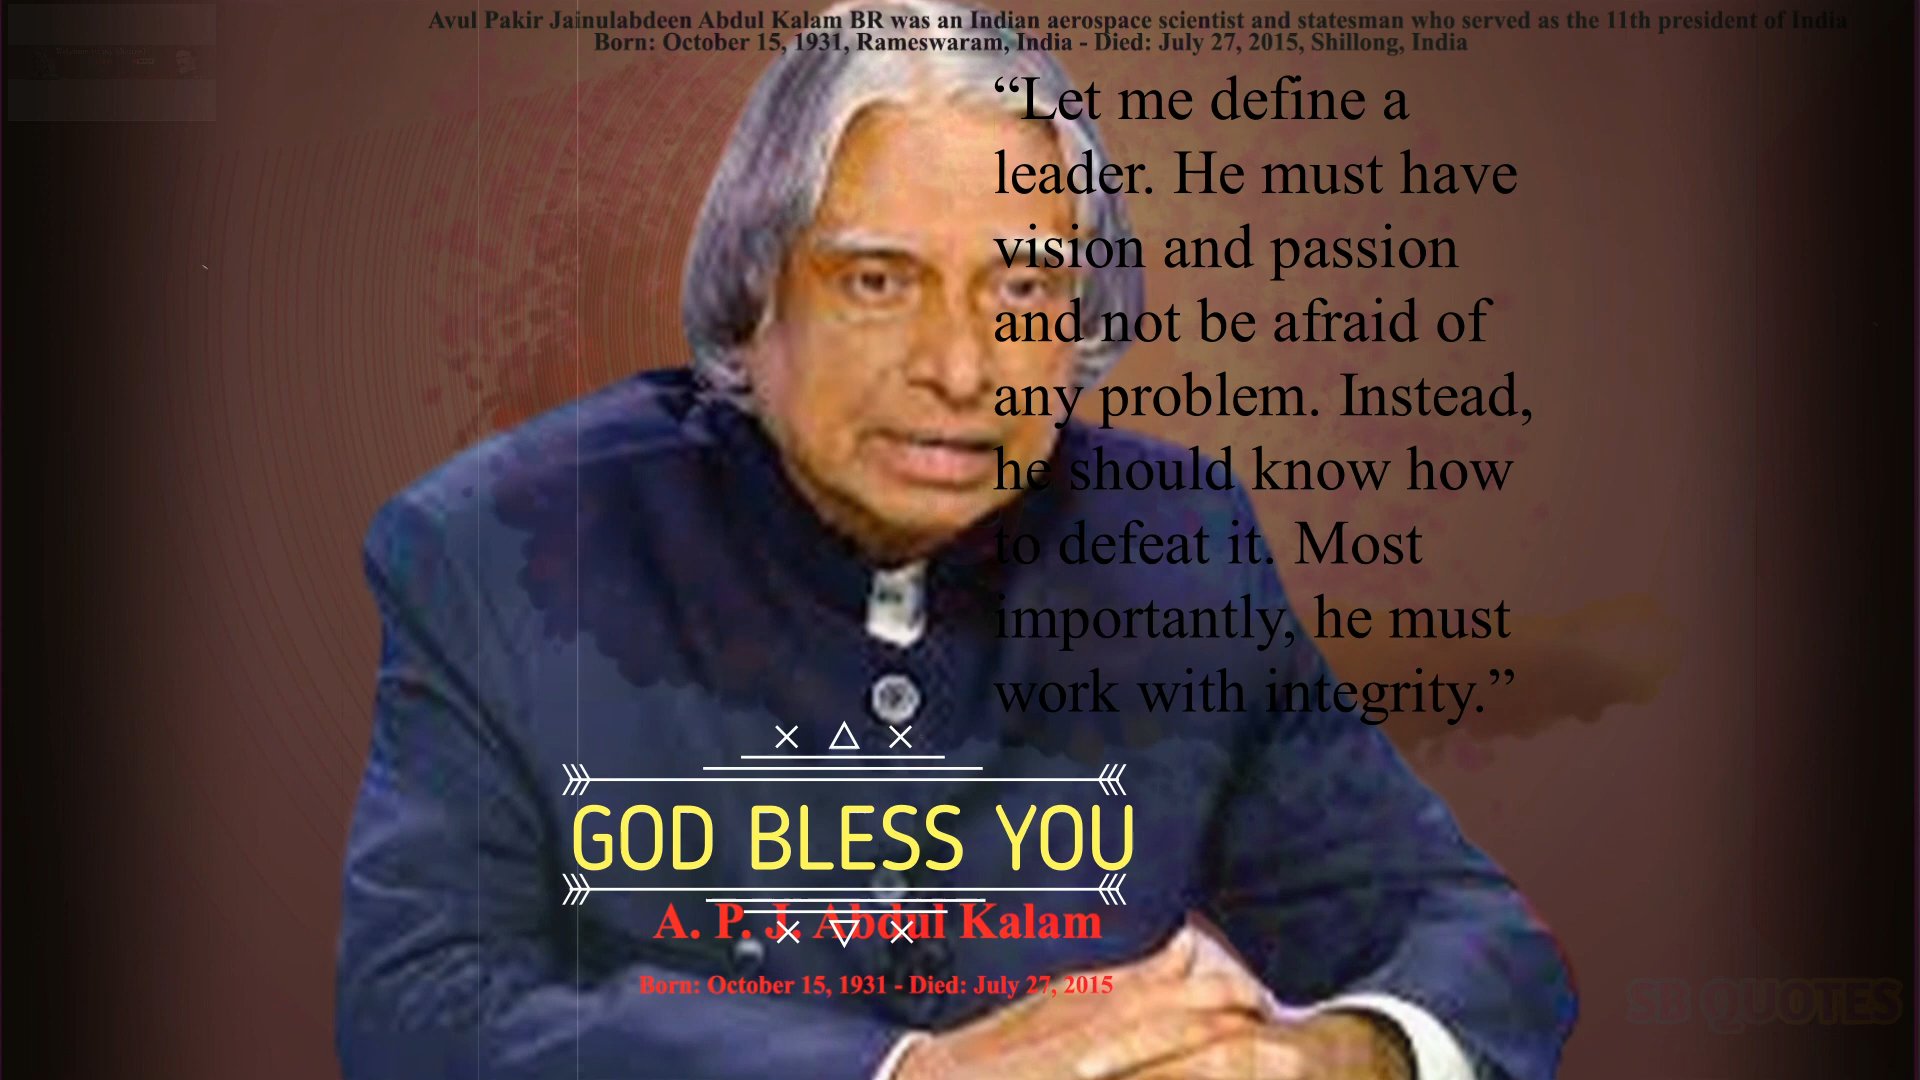 Avul Pakir Jainulabdeen Abdul Kalam BR was an Indian aerospace scientist and statesman who served as the 11th president of India
Born: October 15, 1931, Rameswaram, India - Died: July 27, 2015, Shillong, India
“Let me define a
leader. He must have
vision and passion
and not be afraid of
any problem. Instead,
he should know how
to defeat it. Most
importantly, he must
work with integrity.”
GOD BLESS YOU
A. P. J. Abdul Kalam
Born: October 15, 1931 - Died: July 27, 2015
SB QUOTES